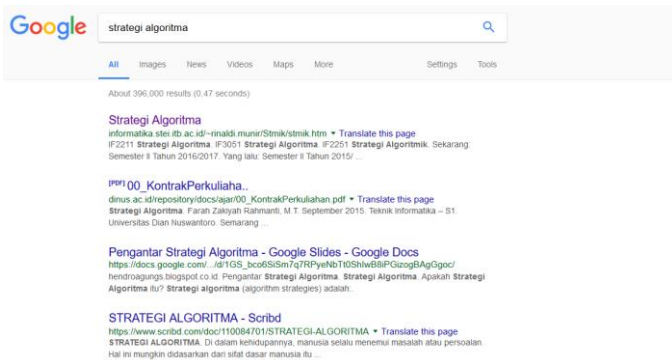 Google strategi algoritma
All Images News Videos Maps More Settings Tools
About 396,000 results (0.47 seconds)
Strategi Algoritma
informatika.stei.itb.ac.id/~rinaldi.munir/Stmik/stmik.htm ▾ Translate this page
IF2211 Strategi Algoritma. IF3051 Strategi Algoritma. IF2251 Strategi Algoritmik. Sekarang:
Semester II Tahun 2016/2017. Yang lalu: Semester II Tahun 2015/ ...
[PDF] 00_KontrakPerkuliaha..
dinus.ac.id/repository/docs/ajar/00_KontrakPerkuliahan.pdf ▾ Translate this page
Strategi Algoritma. Farah Zakiyah Rahmanti, M.T. September 2015. Teknik Informatika – S1.
Universitas Dian Nuswantoro. Semarang ...
Pengantar Strategi Algoritma - Google Slides - Google Docs
https://docs.google.com/.../d/1GS_bco6SiSm7q7RPyeNbTt0ShIwB8iPGizogBAgGgoc/
hendroagungs.blogspot.co.id. Pengantar Strategi Algoritma. Strategi Algoritma. Apakah Strategi
Algoritma itu? Strategi algoritma (algorithm strategies) adalah:
STRATEGI ALGORITMA - Scribd
https://www.scribd.com/doc/110084701/STRATEGI-ALGORITMA ▾ Translate this page
STRATEGI ALGORITMA. Di dalam kehidupannya, manusia selalu menemui masalah atau persoalan.
Hal ini mungkin didasarkan dari sifat dasar manusia itu ...